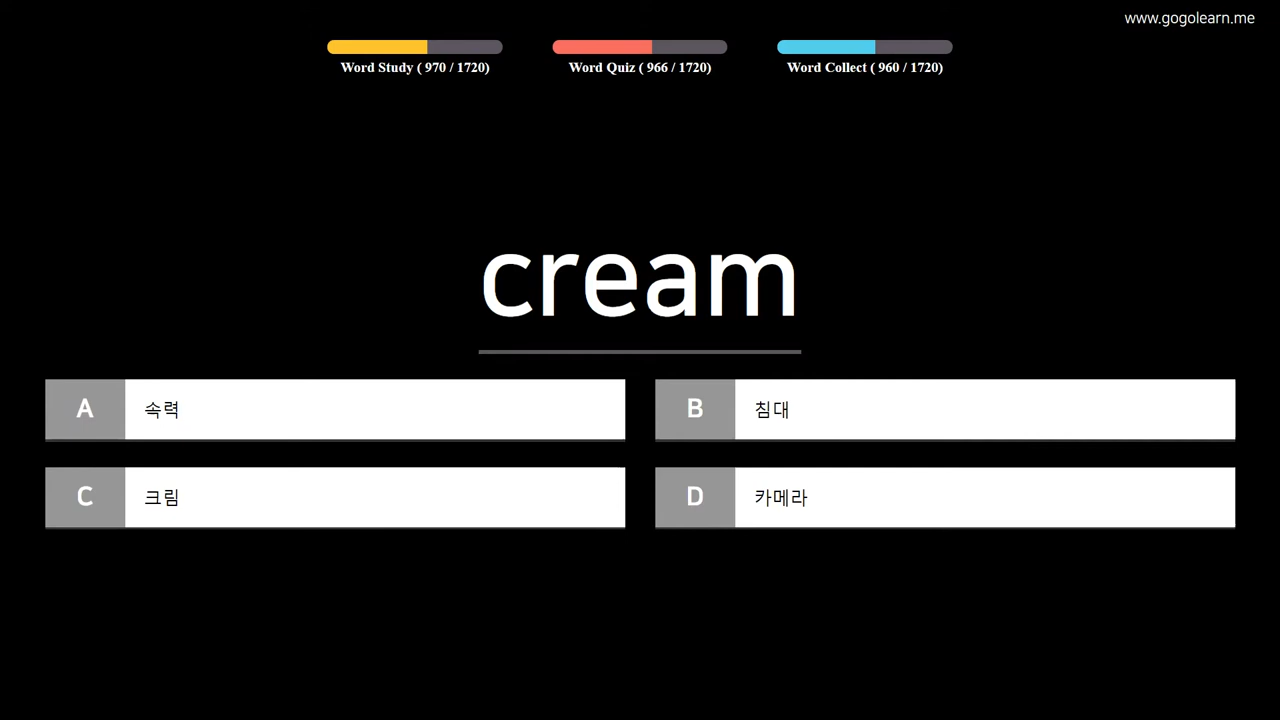 www.gogolearn.me
Word Study ( 970 / 1720)
Word Quiz ( 966 / 1720)
Word Collect ( 960 / 1720)
cream
A 속력
B 침대
C 크림
D 카메라